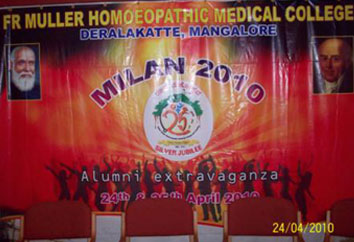 FR MULLER HOMOEOPATHIC MEDICAL COLLEGE
DERALAKATTE, MANGALORE
MILAN 2010
25
SILVER JUBILEE
Alumni extravaganza
24th & 25th April 2010
24/04/2010